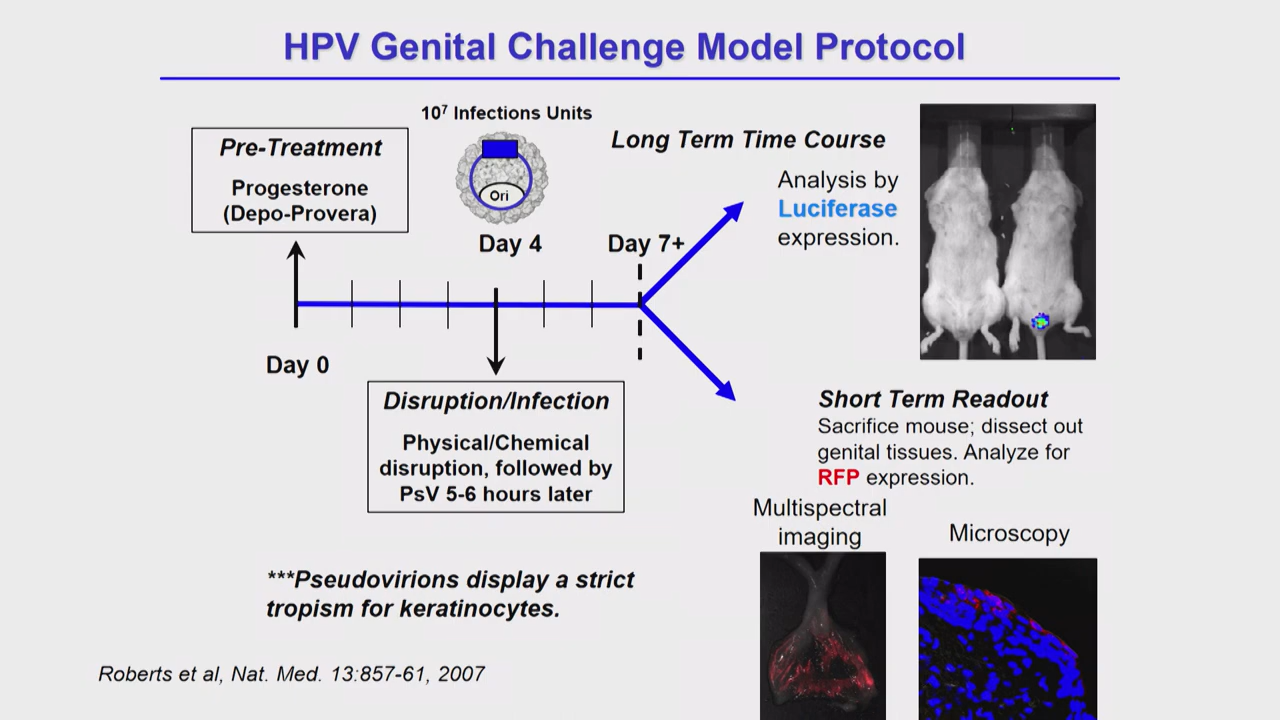 HPV Genital Challenge Model Protocol
10⁷ Infections Units
Pre-Treatment
Progesterone
(Depo-Provera)
Ori
Day 4
Day 7+
Day 0
Disruption/Infection
Physical/Chemical
disruption, followed by
PsV 5-6 hours later
Long Term Time Course
Analysis by
Luciferase
expression.
Short Term Readout
Sacrifice mouse; dissect out
genital tissues. Analyze for
RFP expression.
Multispectral
imaging
Microscopy
***Pseudovirions display a strict
tropism for keratinocytes.
Roberts et al, Nat. Med. 13:857-61, 2007